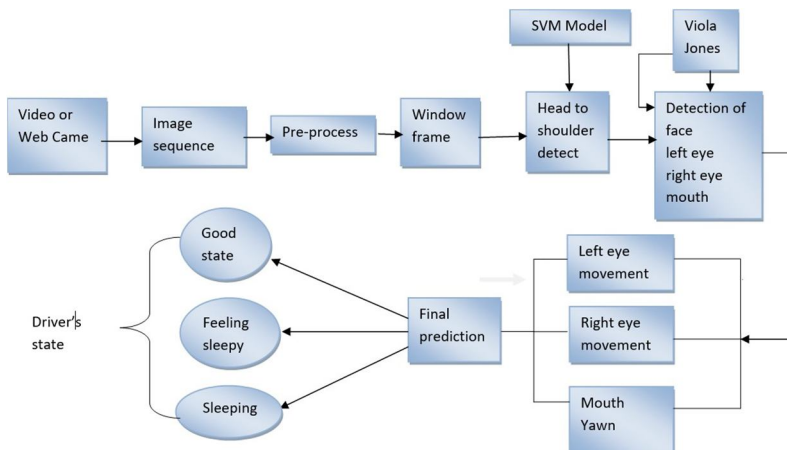 SVM Model
Viola
Jones
Video or
Web Came
Image
sequence
Pre-process
Window
frame
Head to
shoulder
detect
Detection of
face
left eye
right eye
mouth
Good
state
Left eye
movement
Driver's
state
Feeling
sleepy
Final
prediction
Right eye
movement
Sleeping
Mouth
Yawn